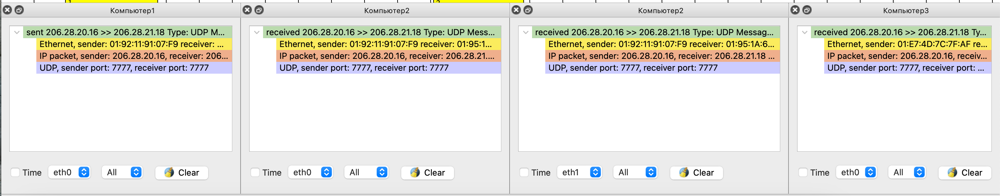 1
2
Компьютер1
sent 206.28.20.16 >> 206.28.21.18 Type: UDP M...
Ethernet, sender: 01:92:11:91:07:F9 receiver: ...
IP packet, sender: 206.28.20.16, receiver: 206...
UDP, sender port: 7777, receiver port: 7777
Time eth0 All Clear
Компьютер2
received 206.28.20.16 >> 206.28.21.18 Type: UDP Mess...
Ethernet, sender: 01:92:11:91:07:F9 receiver: 01:95:1...
IP packet, sender: 206.28.20.16, receiver: 206.28.21....
UDP, sender port: 7777, receiver port: 7777
Time eth0 All Clear
Компьютер2
received 206.28.20.16 >> 206.28.21.18 Type: UDP Messag...
Ethernet, sender: 01:92:11:91:07:F9 receiver: 01:95:1A:6...
IP packet, sender: 206.28.20.16, receiver: 206.28.21.18 ...
UDP, sender port: 7777, receiver port: 7777
Time eth1 All Clear
Компьютер3
received 206.28.20.16 >> 206.28.21.18 Ty...
Ethernet, sender: 01:E7:4D:7C:7F:AF re...
IP packet, sender: 206.28.20.16, receiv...
UDP, sender port: 7777, receiver port: ...
Time eth0 All Clear